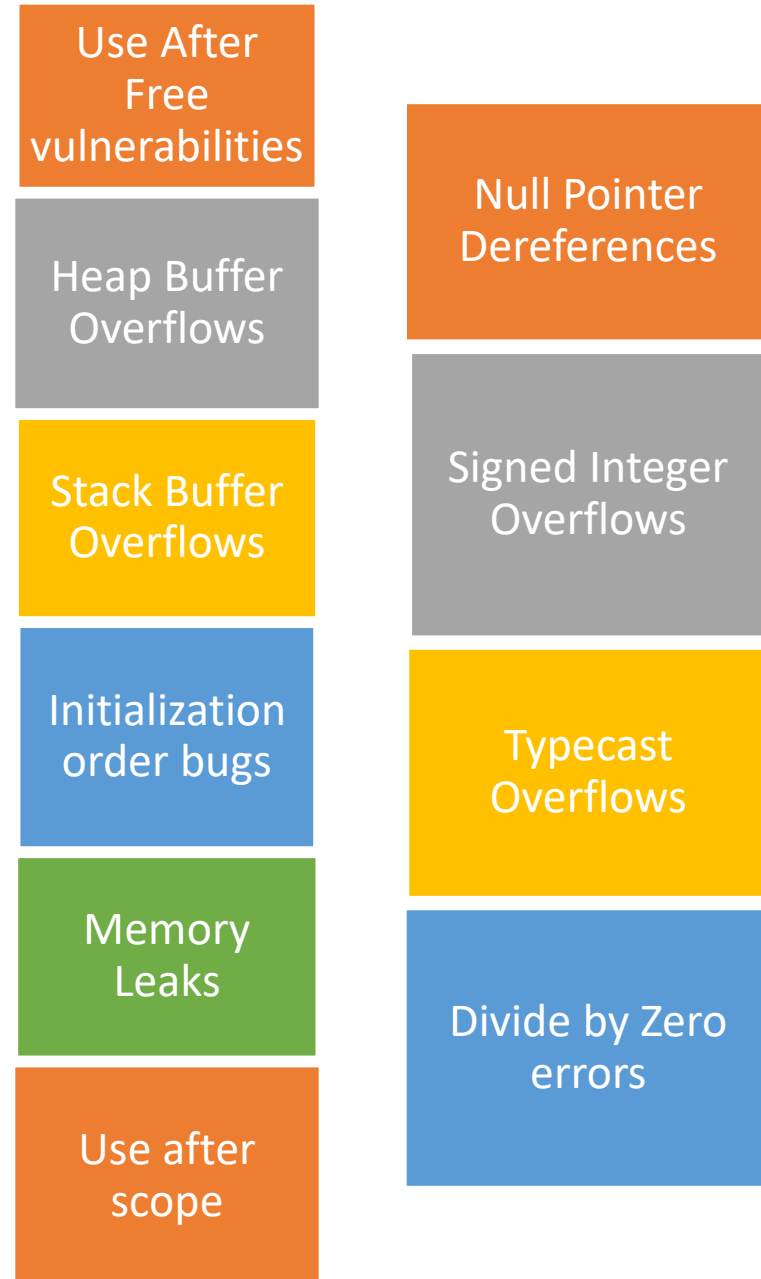 Use After
Free
vulnerabilities
Heap Buffer
Overflows
Stack Buffer
Overflows
Initialization
order bugs
Memory
Leaks
Use after
scope
Null Pointer
Dereferences
Signed Integer
Overflows
Typecast
Overflows
Divide by Zero
errors